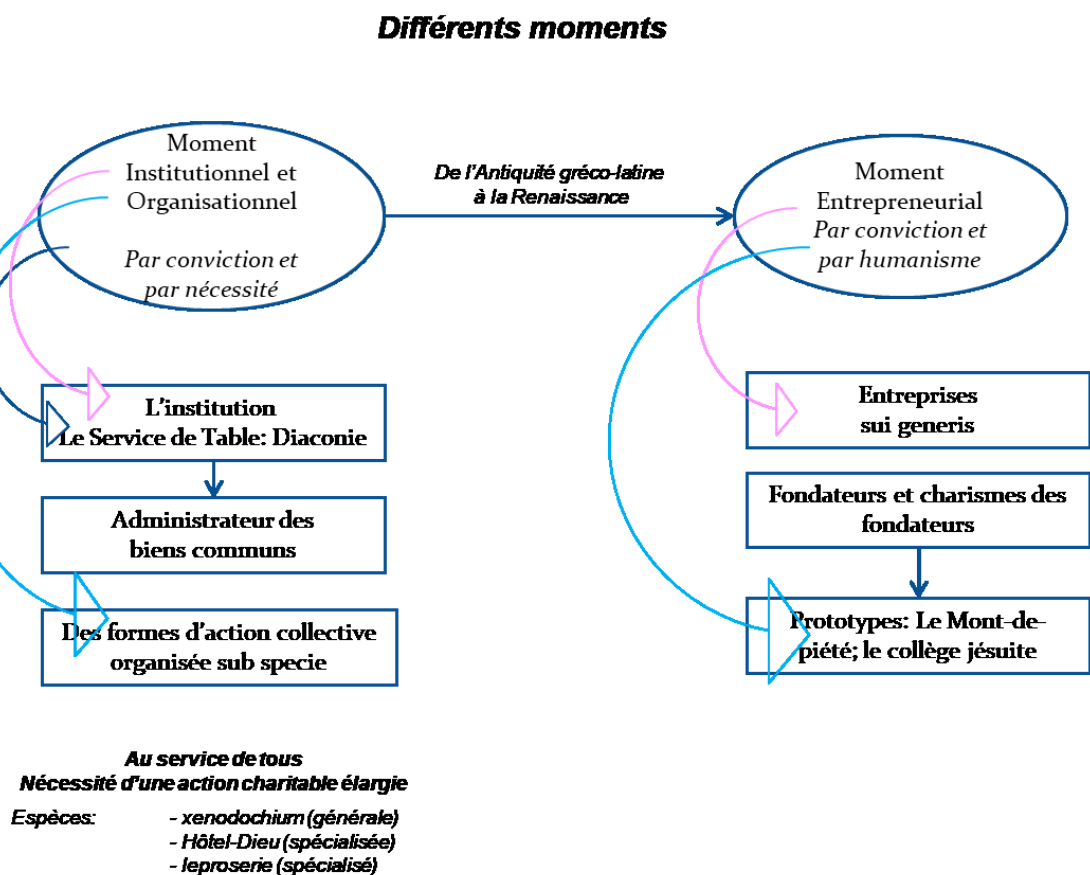 Différents moments
Moment
Institutionnel et
Organisationnel
Par conviction et
par nécessité
De l'Antiquité gréco-latine
à la Renaissance
Moment
Entrepreneurial
Par conviction et
par humanisme
L'institution
Le Service de Table: Diaconie
Administrateur des
biens communs
Des formes d'action collective
organisée sub specie
Entreprises
sui generis
Fondateurs et charismes des
fondateurs
Prototypes: Le Mont-de-
piété; le collège jésuite
Au service de tous
Nécessité d'une action charitable élargie
Espèces: - xenodochium (générale)
- Hôtel-Dieu (spécialisée)
- leproserie (spécialisé)